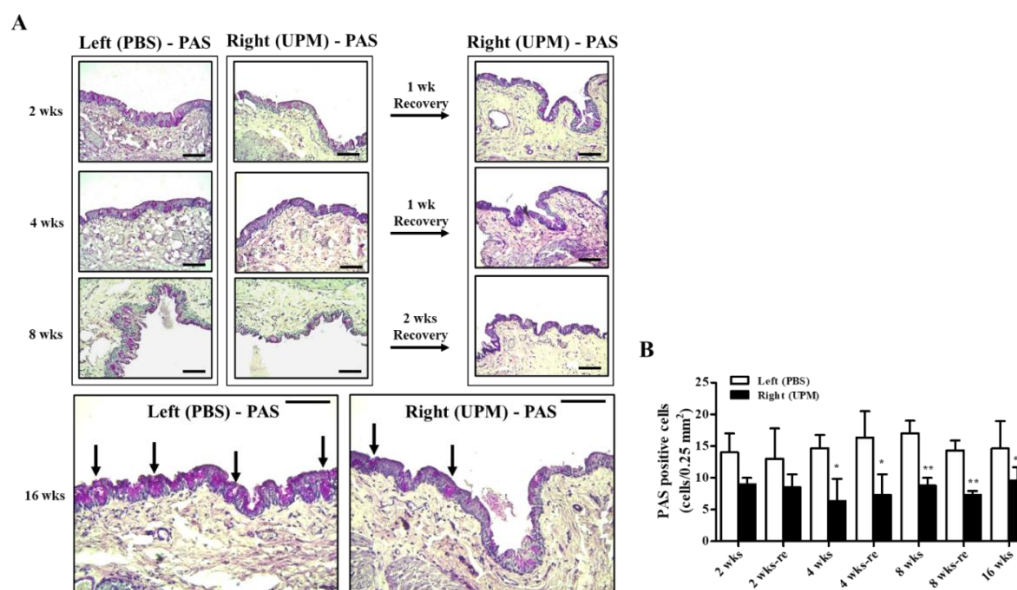 A
Left (PBS) - PAS
Right (UPM) - PAS
Right (UPM) - PAS
2 wks
1 wk
Recovery
4 wks
1 wk
Recovery
8 wks
2 wks
Recovery
Left (PBS) - PAS
Right (UPM) - PAS
16 wks
B
Left (PBS)
Right (UPM)
PAS positive cells
(cells/0.25 mm²)
25
20
15
10
5
0
*
*
**
**
*
2 wks
2 wks-re
4 wks
4 wks-re
8 wks
8 wks-re
16 wks